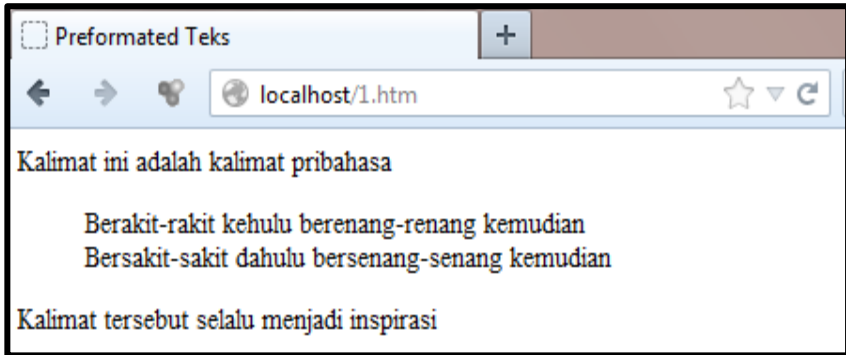 Preformated Teks
localhost/1.htm
Kalimat ini adalah kalimat pribahasa
Berakit-rakit kehulu berenang-renang kemudian
Bersakit-sakit dahulu bersenang-senang kemudian
Kalimat tersebut selalu menjadi inspirasi